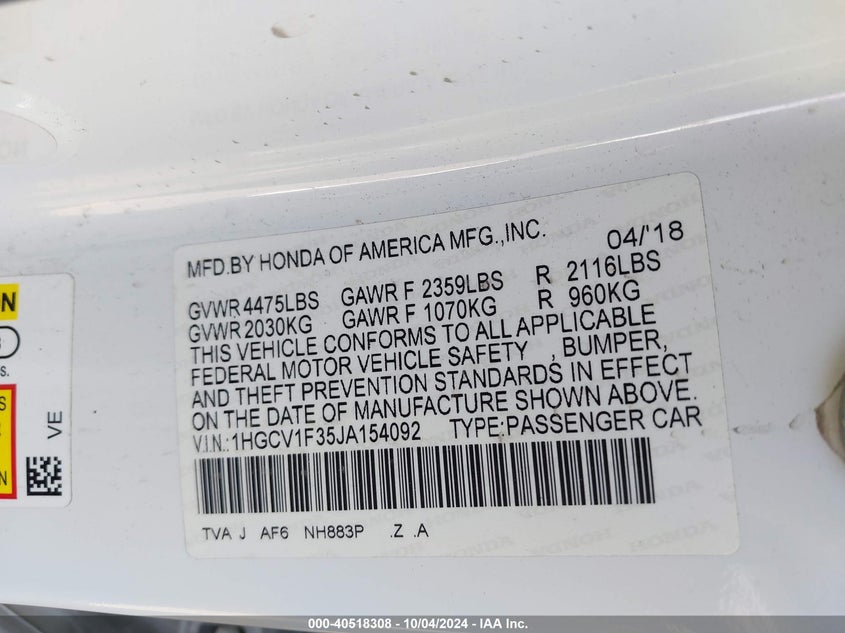 MFD.BY HONDA OF AMERICA MFG.,INC. 04/'18
GVWR 4475LBS GAWR F 2359LBS R 2116LBS
GVWR 2030KG GAWR F 1070KG R 960KG
THIS VEHICLE CONFORMS TO ALL APPLICABLE
FEDERAL MOTOR VEHICLE SAFETY , BUMPER,
AND THEFT PREVENTION STANDARDS IN EFFECT
ON THE DATE OF MANUFACTURE SHOWN ABOVE.
V.I.N.:1HGCV1F35JA154092 TYPE:PASSENGER CAR
TVA J AF6 NH883P .Z .A
VE
000-40518308 - 10/04/2024 - IAA Inc.